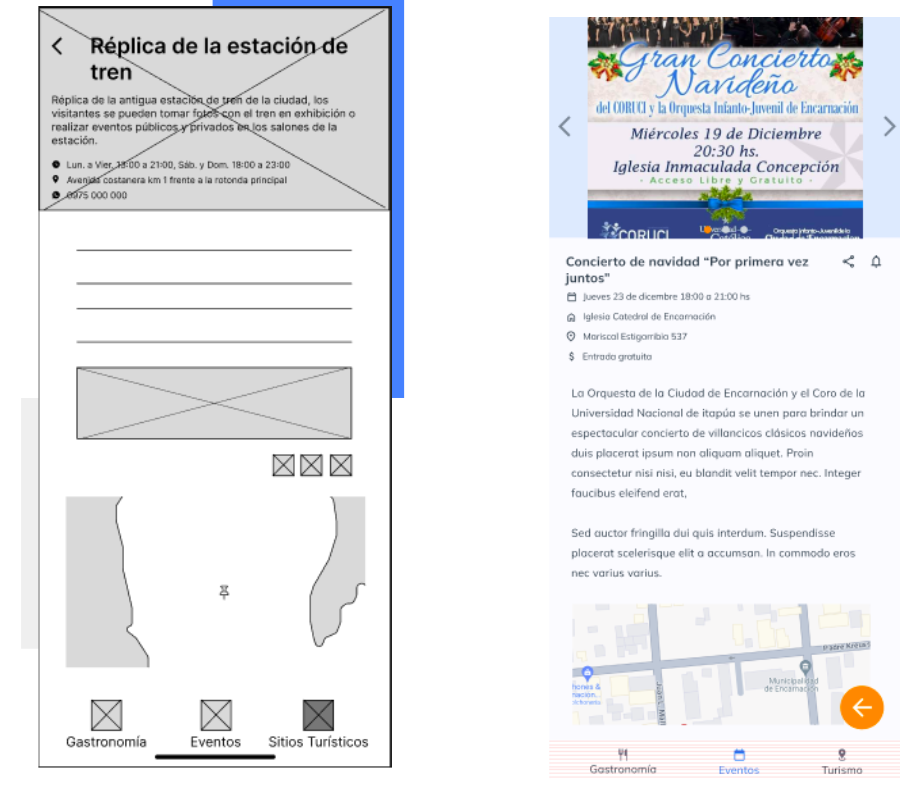 Réplica de la estación de
tren
Réplica de la antigua estación de tren de la ciudad, los
visitantes se pueden tomar fotos con el tren en exhibición o
realizar eventos públicos y privados en los salones de la
estación.
Lun. a Vier. 18:00 a 21:00, Sáb. y Dom. 18:00 a 23:00
Avenida costanera km 1 frente a la rotonda principal
0975 000 000
Gastronomía
Eventos
Sitios Turísticos
Gran Concierto
Navideño
del CORUCI y la Orquesta Infanto-Juvenil de Encarnación
Miércoles 19 de Diciembre
20:30 hs.
Iglesia Inmaculada Concepción
- Acceso Libre y Gratuito -
CORUCI
Orquesta Infanto-Juvenil de la
Concierto de navidad “Por primera vez
juntos"
Jueves 23 de dicembre 18:00 a 21:00 hs
Iglesia Catedral de Encarnación
Mariscal Estigarribia 537
Entrada gratuita
La Orquesta de la Ciudad de Encarnación y el Coro de la
Universidad Nacional de itapúa se unen para brindar un
espectacular concierto de villancicos clásicos navideños
duis placerat ipsum non aliquam aliquet. Proin
consectetur nisi nisi, eu blandit velit tempor nec. Integer
faucibus eleifend erat,
Sed auctor fringilla dui quis interdum. Suspendisse
placerat scelerisque elit a accumsan. In commodo eros
nec varius varius.
Padre Kreus
Municipalidad
de Encarnación
Gastronomía
Eventos
Turismo